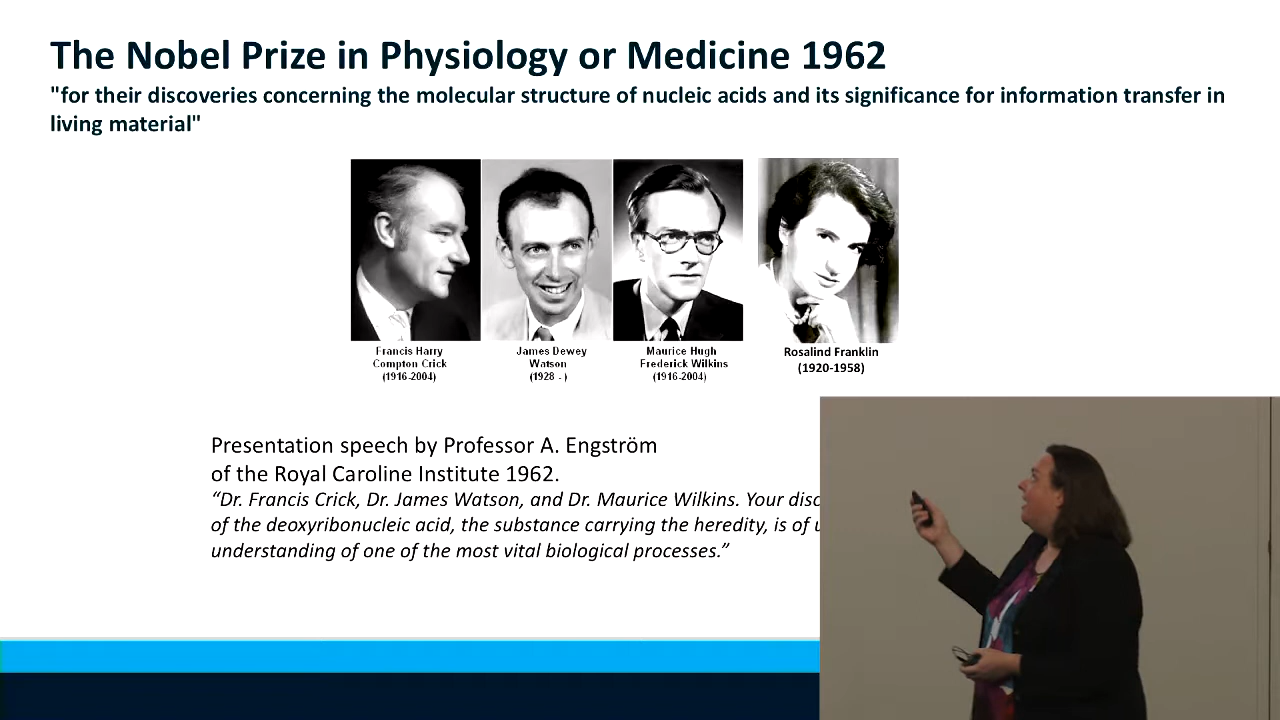 The Nobel Prize in Physiology or Medicine 1962
"for their discoveries concerning the molecular structure of nucleic acids and its significance for information transfer in
living material"
Francis Harry
Compton Crick
(1916-2004)
James Dewey
Watson
(1928 - )
Maurice Hugh
Frederick Wilkins
(1916-2004)
Rosalind Franklin
(1920-1958)
Presentation speech by Professor A. Engström
of the Royal Caroline Institute 1962.
“Dr. Francis Crick, Dr. James Watson, and Dr. Maurice Wilkins. Your
of the deoxyribonucleic acid, the substance carrying the heredity, is of
understanding of one of the most vital biological processes.”